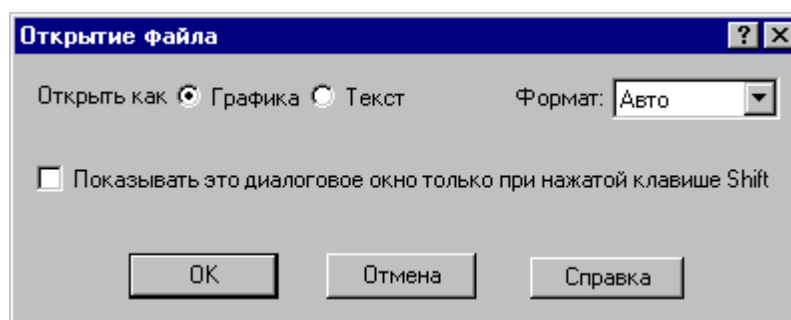 Открытие файла
Открыть как Графика Текст Формат: Авто
Показывать это диалоговое окно только при нажатой клавише Shift
OK Отмена Справка